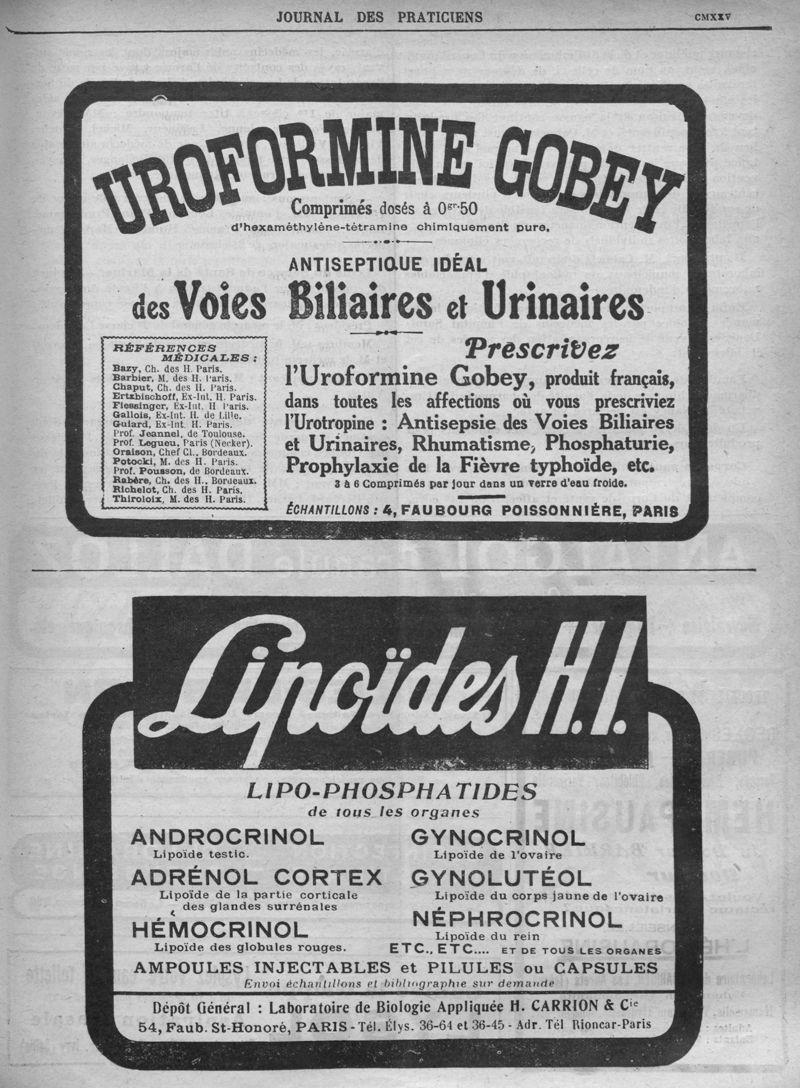 JOURNAL DES PRATICIENS
CMXXV
UROFORMINE GOBEY
Comprimés dosés à 0gr.50
d'hexaméthylène-tétramine chimiquement pure.
ANTISEPTIQUE IDÉAL
des Voies Biliaires et Urinaires
RÉFÉRENCES
MÉDICALES :
Bazy, Ch. des H. Paris.
Barbier, M. des H. Paris.
Chaput, Ch. des H. Paris.
Ertzbischoff, Ex-Int. H. Paris.
Fiessinger, Ex-Int. H Paris.
Gallois, Ex-Int. H. de Lille.
Guiard, Ex-Int. H. Paris.
Prof. Jeannel, de Toulouse.
Prof. Legueu, Paris (Necker).
Oraison, Chef Cl., Bordeaux.
Potocki, M. des H. Paris.
Prof. Pousson, de Bordeaux.
Rabère, Ch. des H., Bordeaux.
Richelot, Ch. des H. Paris.
Thiroloix, M. des H. Paris.
Prescrivez
l'Uroformine Gobey, produit français,
dans toutes les affections où vous prescriviez
l'Urotropine : Antisepsie des Voies Biliaires
et Urinaires, Rhumatisme, Phosphaturie,
Prophylaxie de la Fièvre typhoïde, etc.
3 à 6 Comprimés par jour dans un verre d'eau froide.
ÉCHANTILLONS : 4, FAUBOURG POISSONNIÈRE, PARIS
Lipoïdes H.I.
LIPO-PHOSPHATIDES
de tous les organes
ANDROCRINOL
Lipoïde testic.
ADRÉNOL CORTEX
Lipoïde de la partie corticale
des glandes surrénales
HÉMOCRINOL
Lipoïde des globules rouges.
GYNOCRINOL
Lipoïde de l'ovaire
GYNOLUTÉOL
Lipoïde du corps jaune de l'ovaire
NÉPHROCRINOL
Lipoïde du rein
ETC., ETC.... ET DE TOUS LES ORGANES
AMPOULES INJECTABLES et PILULES ou CAPSULES
Envoi échantillons et bibliographie sur demande
Dépôt Général : Laboratoire de Biologie Appliquée H. CARRION & Cie
54, Faub. St-Honoré, PARIS - Tél. Élys. 36-64 et 36-45 - Adr. Tél Rioncar-Paris